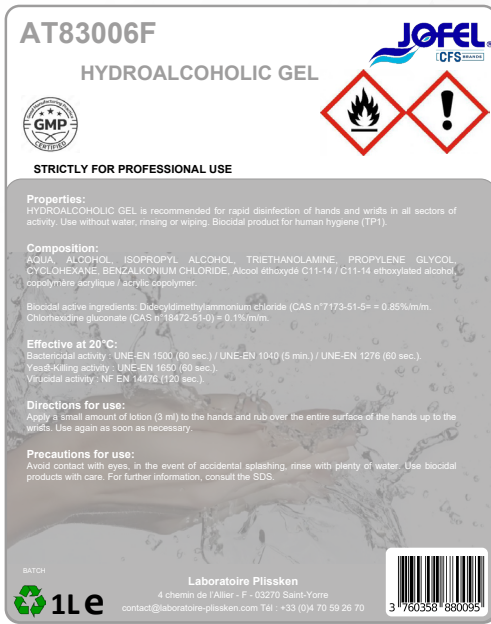 AT83006F
JOFEL
CFS BRANDS
HYDROALCOHOLIC GEL
Good Manufacturing Practice
GMP
CERTIFIED
STRICTLY FOR PROFESSIONAL USE
Properties:
HYDROALCOHOLIC GEL is recommended for rapid disinfection of hands and wrists in all sectors of
activity. Use without water, rinsing or wiping. Biocidal product for human hygiene (TP1).
Composition:
AQUA, ALCOHOL, ISOPROPYL ALCOHOL, TRIETHANOLAMINE, PROPYLENE GLYCOL,
CYCLOHEXANE, BENZALKONIUM CHLORIDE, Alcool éthoxydé C11-14 / C11-14 ethoxylated alcohol,
copolymère acrylique / acrylic copolymer.
Biocidal active ingredients: Didecyldimethylammonium chloride (CAS n°7173-51-5= = 0.85%/m/m.
Chlorhexidine gluconate (CAS n°18472-51-0) = 0.1%/m/m.
Effective at 20°C:
Bactericidal activity : UNE-EN 1500 (60 sec.) / UNE-EN 1040 (5 min.) / UNE-EN 1276 (60 sec.).
Yeast-Killing activity : UNE-EN 1650 (60 sec.).
Virucidal activity : NF EN 14476 (120 sec.).
Directions for use:
Apply a small amount of lotion (3 ml) to the hands and rub over the entire surface of the hands up to the
wrists. Use again as soon as necessary.
Precautions for use:
Avoid contact with eyes, in the event of accidental splashing, rinse with plenty of water. Use biocidal
products with care. For further information, consult the SDS.
BATCH
1L e
Laboratoire Plissken
4 chemin de l'Allier - F - 03270 Saint-Yorre
contact@laboratoire-plissken.com Tél : +33 (0)4 70 59 26 70
3 760358 880095